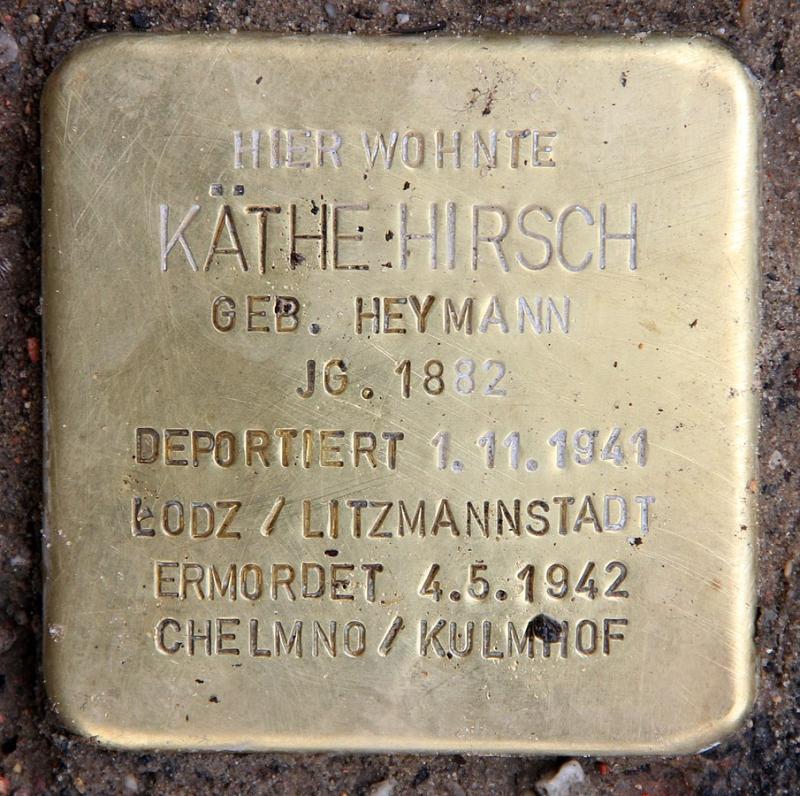 HIER WOHNTE
KÄTHE HIRSCH
GEB. HEYMANN
JG. 1882
DEPORTIERT 1.11.1941
ŁODZ / LITZMANNSTADT
ERMORDET 4.5.1942
CHELMNO / KULMHOF